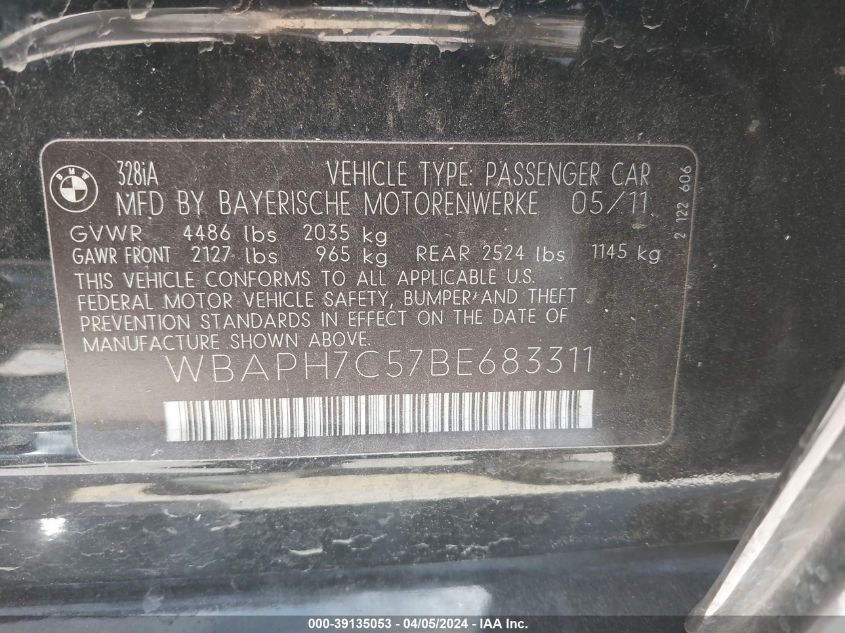 BMW
328iA VEHICLE TYPE: PASSENGER CAR
MFD BY BAYERISCHE MOTORENWERKE 05/11
GVWR 4486 lbs 2035 kg
GAWR FRONT 2127 lbs 965 kg REAR 2524 lbs 1145 kg
THIS VEHICLE CONFORMS TO ALL APPLICABLE U.S.
FEDERAL MOTOR VEHICLE SAFETY, BUMPER AND THEFT
PREVENTION STANDARDS IN EFFECT ON THE DATE OF
MANUFACTURE SHOWN ABOVE.
WBAPH7C57BE683311
2 122 606
000-39135053 - 04/05/2024 - IAA Inc.